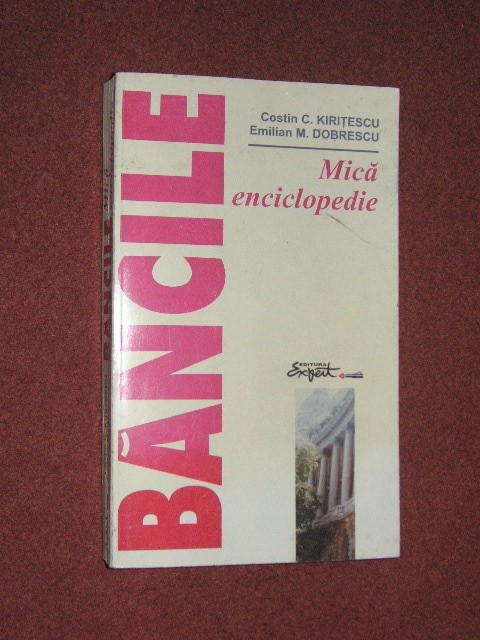 Costin C. KIRIȚESCU
Emilian M. DOBRESCU
Mică
enciclopedie
BĂNCILE
EDITURA
Expert